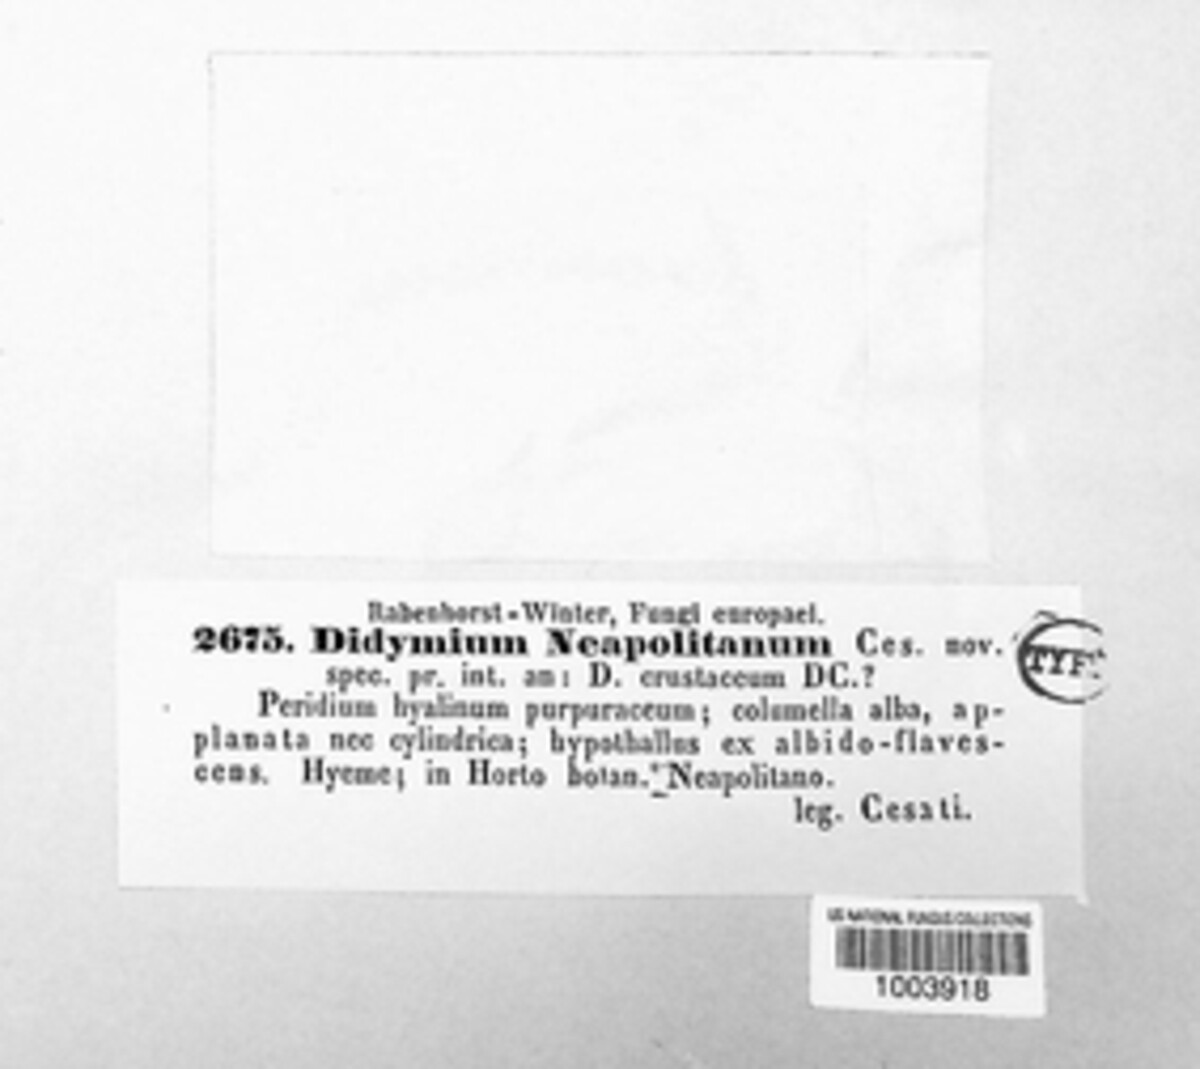 Rabenhorst-Winter, Fungi europaei.
2675. Didymium Neapolitanum Ces. nov.
spec. pr. int. an: D. crustaceum DC.?
Peridium hyalinum purpuraceum; columella alba, ap-
planata nec cylindrica; hypothallus ex albido-flaves-
cens. Hyeme; in Horto botan. Neapolitano.
leg. Cesati.
US NATIONAL FUNGUS COLLECTIONS
1003918